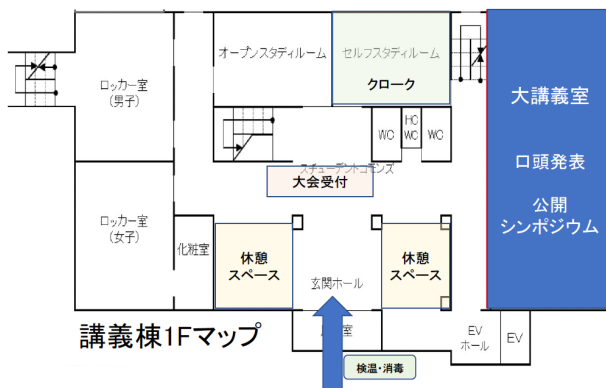 オープンスタディルーム
セルフスタディルーム
クローク
ロッカー室
(男子)
大講義室
口頭発表
公開
シンポジウム
WC
HC
WC
WC
スチューデントコモンズ
大会受付
ロッカー室
(女子)
化粧室
休憩
スペース
玄関ホール
休憩
スペース
講義棟1Fマップ
室
EV
ホール
EV
検温・消毒